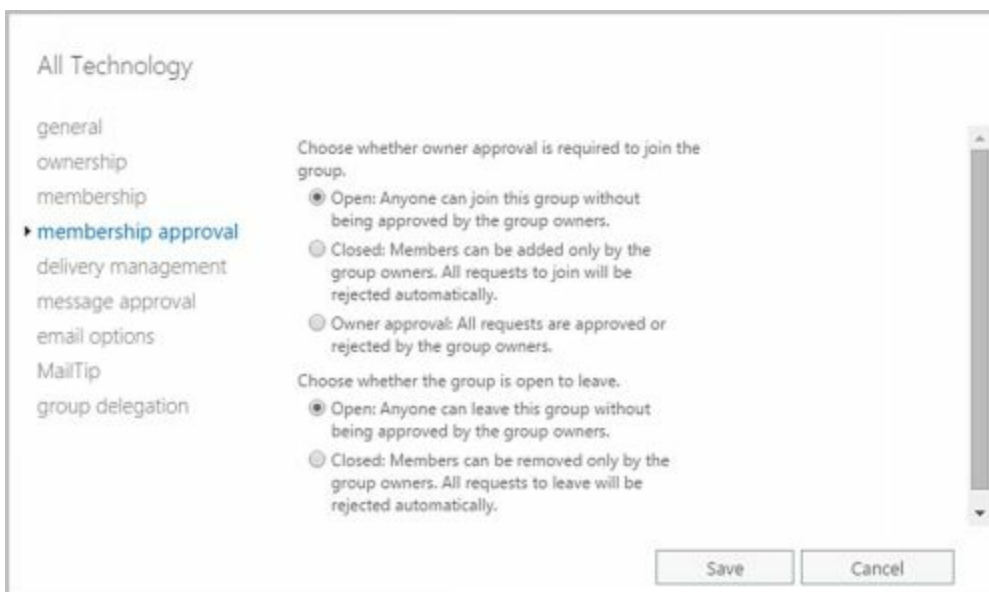 All Technology
general
ownership
membership
membership approval
delivery management
message approval
email options
MailTip
group delegation
Choose whether owner approval is required to join the
group.
Open: Anyone can join this group without
being approved by the group owners.
Closed: Members can be added only by the
group owners. All requests to join will be
rejected automatically.
Owner approval: All requests are approved or
rejected by the group owners.
Choose whether the group is open to leave.
Open: Anyone can leave this group without
being approved by the group owners.
Closed: Members can be removed only by the
group owners. All requests to leave will be
rejected automatically.
Save
Cancel